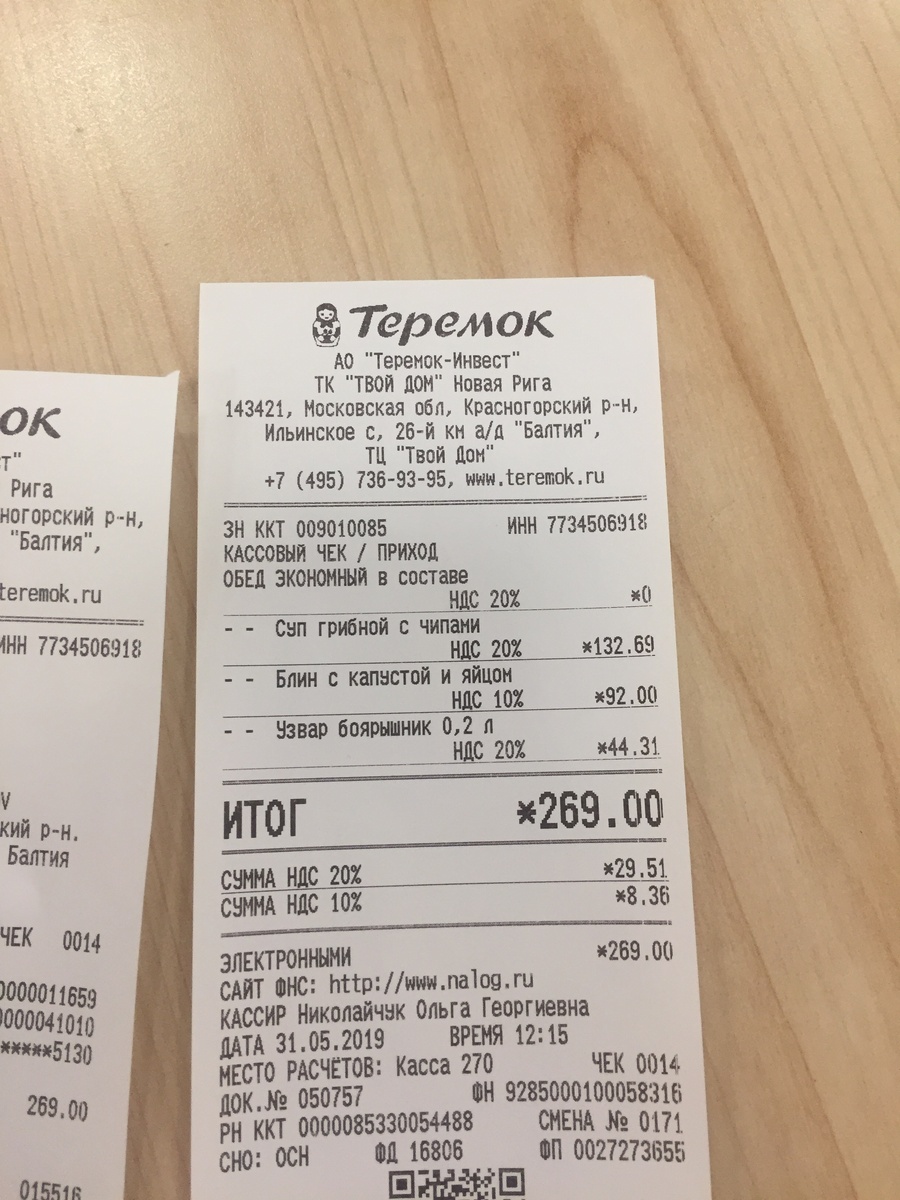 Теремок
АО "Теремок-Инвест"
ТК "ТВОЙ ДОМ" Новая Рига
143421, Московская обл, Красногорский р-н,
Ильинское с, 26-й км а/д "Балтия",
ТЦ "Твой Дом"
+7 (495) 736-93-95, www.teremok.ru
ЗН ККТ 009010085 ИНН 7734506918
КАССОВЫЙ ЧЕК / ПРИХОД
ОБЕД ЭКОНОМНЫЙ в составе
НДС 20% *0
- - Суп грибной с чипами
НДС 20% *132.69
- - Блин с капустой и яйцом
НДС 10% *92.00
- - Узвар боярышник 0,2 л
НДС 20% *44.31
ИТОГ *269.00
СУММА НДС 20% *29.51
СУММА НДС 10% *8.36
ЭЛЕКТРОННЫМИ *269.00
САЙТ ФНС: http://www.nalog.ru
КАССИР Николайчук Ольга Георгиевна
ДАТА 31.05.2019 ВРЕМЯ 12:15
МЕСТО РАСЧЁТОВ: Касса 270 ЧЕК 0014
ДОК.№ 050757 ФН 9285000100058316
РН ККТ 0000085330054488 СМЕНА № 0171
СНО: ОСН ФД 16806 ФП 0027273655
ок
т"
Рига
ногорский р-н,
"Балтия",
teremok.ru
ИНН 7734506918
V
кий р-н.
Балтия
ЧЕК 0014
0000011659
0000041010
*****5130
269.00
015516